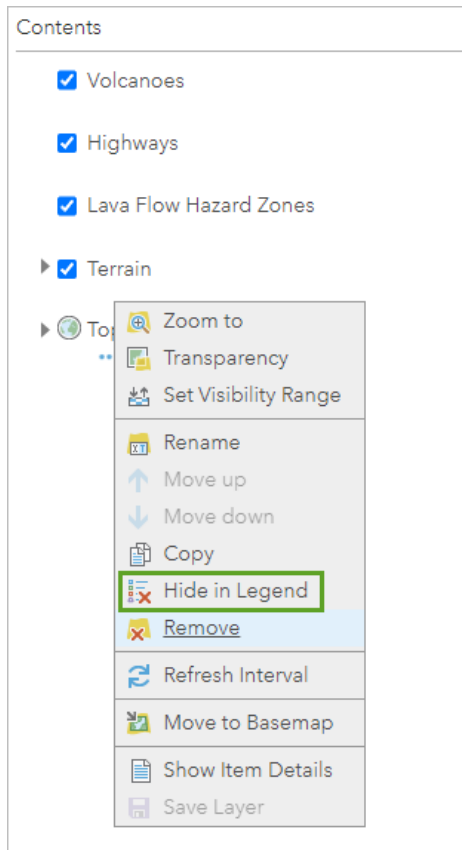 Contents
Volcanoes
Highways
Lava Flow Hazard Zones
Terrain
Zoom to
Transparency
Set Visibility Range
Rename
Move up
Move down
Copy
Hide in Legend
Remove
Refresh Interval
Move to Basemap
Show Item Details
Save Layer